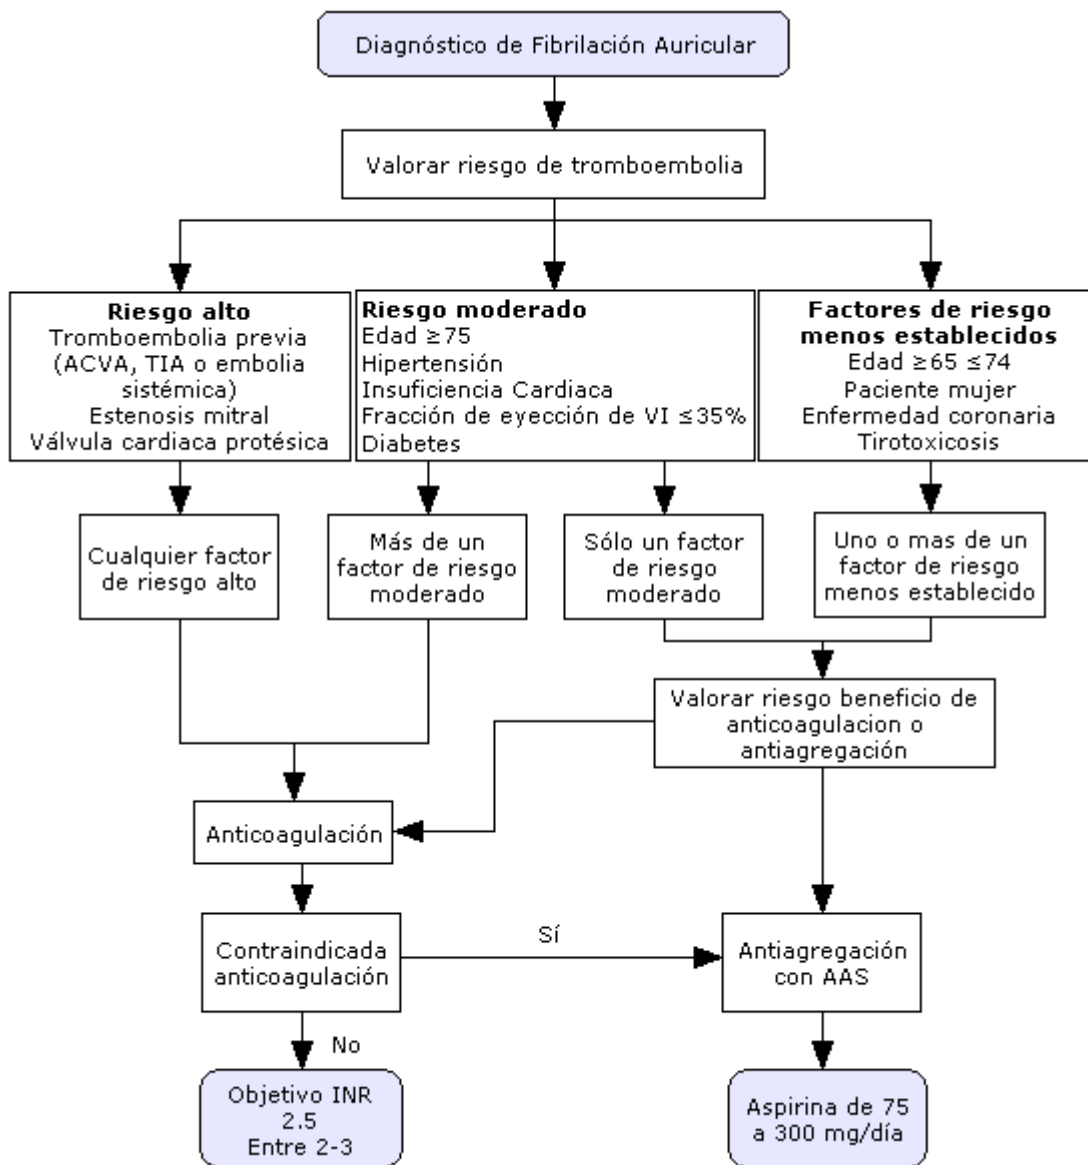 Diagnóstico de Fibrilación Auricular
Valorar riesgo de tromboembolia
Riesgo alto
Tromboembolia previa
(ACVA, TIA o embolia
sistémica)
Estenosis mitral
Válvula cardiaca protésica
Riesgo moderado
Edad ≥75
Hipertensión
Insuficiencia Cardiaca
Fracción de eyección de VI ≤35%
Diabetes
Factores de riesgo
menos establecidos
Edad ≥65 ≤74
Paciente mujer
Enfermedad coronaria
Tirotoxicosis
Cualquier factor
de riesgo alto
Más de un
factor de riesgo
moderado
Sólo un factor
de riesgo
moderado
Uno o mas de un
factor de riesgo
menos establecido
Valorar riesgo beneficio de
anticoagulacion o
antiagregación
Anticoagulación
Contraindicada
anticoagulación
Sí
Antiagregación
con AAS
No
Objetivo INR
2.5
Entre 2-3
Aspirina de 75
a 300 mg/día